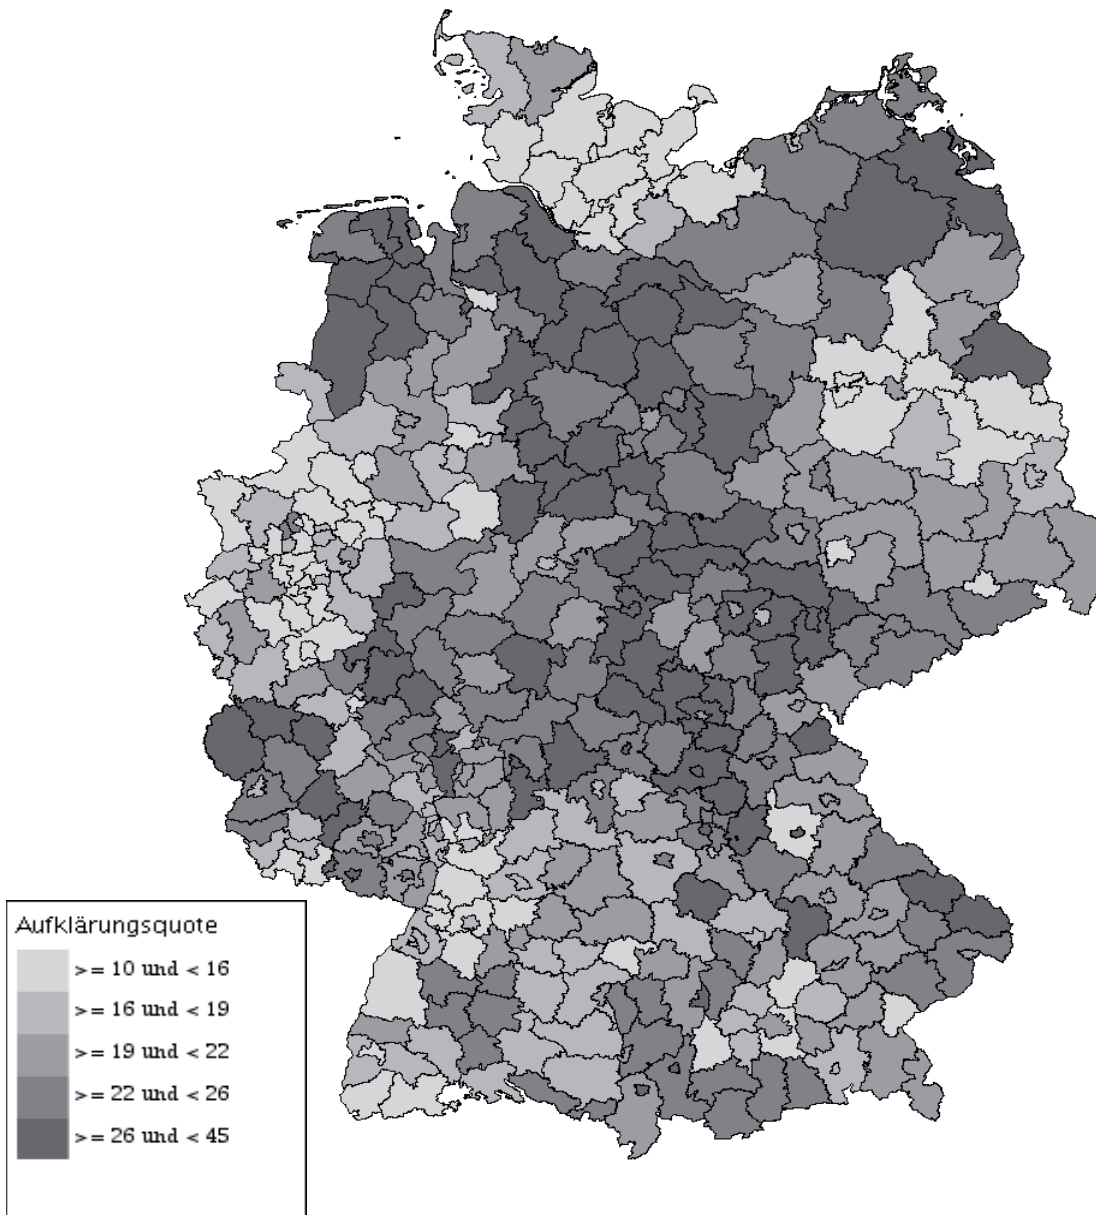 Aufklärungsquote
>= 10 und < 16
>= 16 und < 19
>= 19 und < 22
>= 22 und < 26
>= 26 und < 45